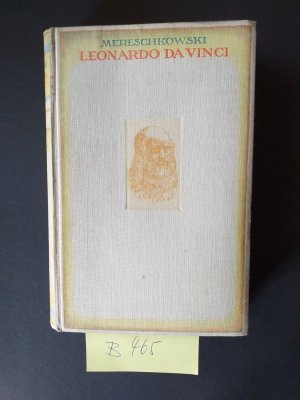 MERESCHKOWSKI
LEONARDO DA VINCI
B 465